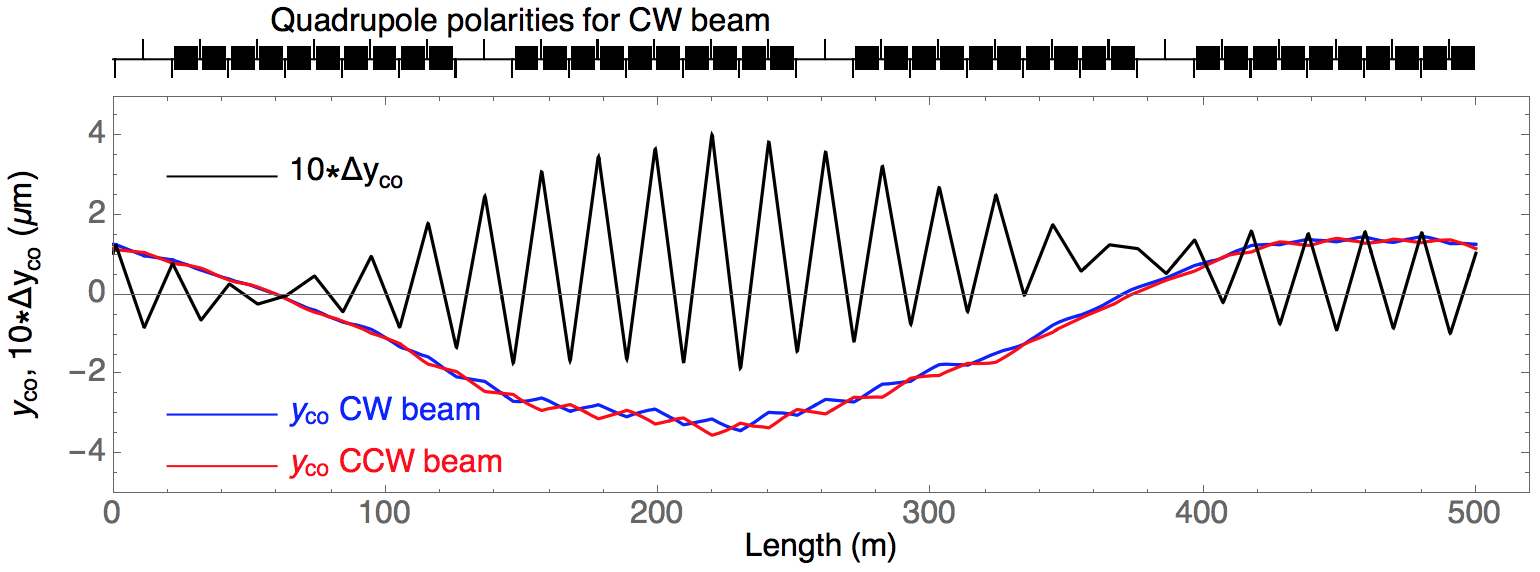 Quadrupole polarities for CW beam
y_co, 10*Δy_co (μm)
4
2
0
−2
−4
10*Δy_co
y_co CW beam
y_co CCW beam
0 100 200 300 400 500
Length (m)